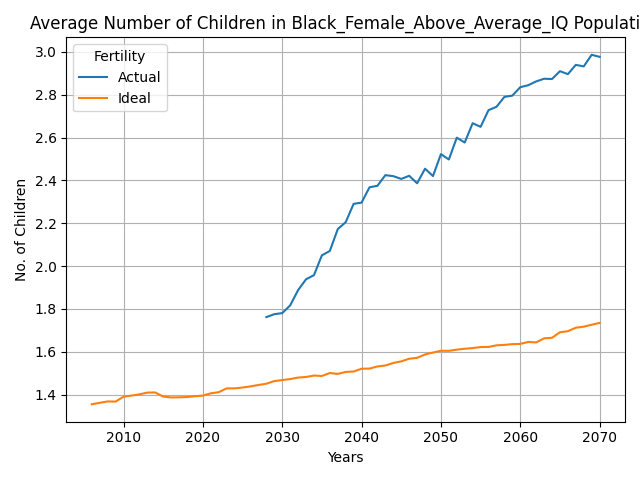 Average Number of Children in Black_Female_Above_Average_IQ Populati
3.0
2.8
2.6
2.4
2.2
2.0
1.8
1.6
1.4
No. of Children
Fertility
Actual
Ideal
2010 2020 2030 2040 2050 2060 2070
Years